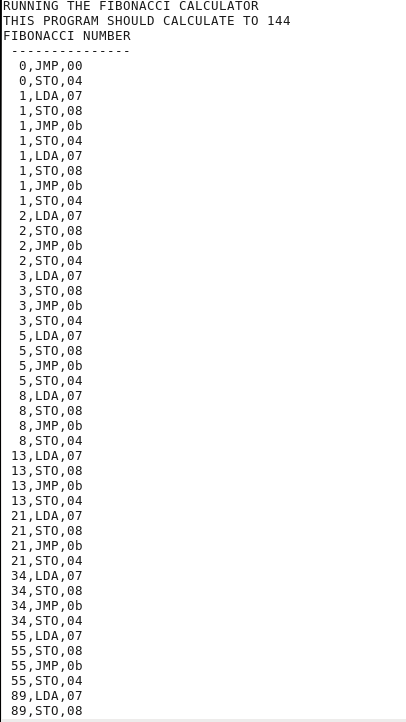 RUNNING THE FIBONACCI CALCULATOR
THIS PROGRAM SHOULD CALCULATE TO 144
FIBONACCI NUMBER
---------------
0,JMP,00
0,STO,04
1,LDA,07
1,STO,08
1,JMP,0b
1,STO,04
1,LDA,07
1,STO,08
1,JMP,0b
1,STO,04
2,LDA,07
2,STO,08
2,JMP,0b
2,STO,04
3,LDA,07
3,STO,08
3,JMP,0b
3,STO,04
5,LDA,07
5,STO,08
5,JMP,0b
5,STO,04
8,LDA,07
8,STO,08
8,JMP,0b
8,STO,04
13,LDA,07
13,STO,08
13,JMP,0b
13,STO,04
21,LDA,07
21,STO,08
21,JMP,0b
21,STO,04
34,LDA,07
34,STO,08
34,JMP,0b
34,STO,04
55,LDA,07
55,STO,08
55,JMP,0b
55,STO,04
89,LDA,07
89,STO,08